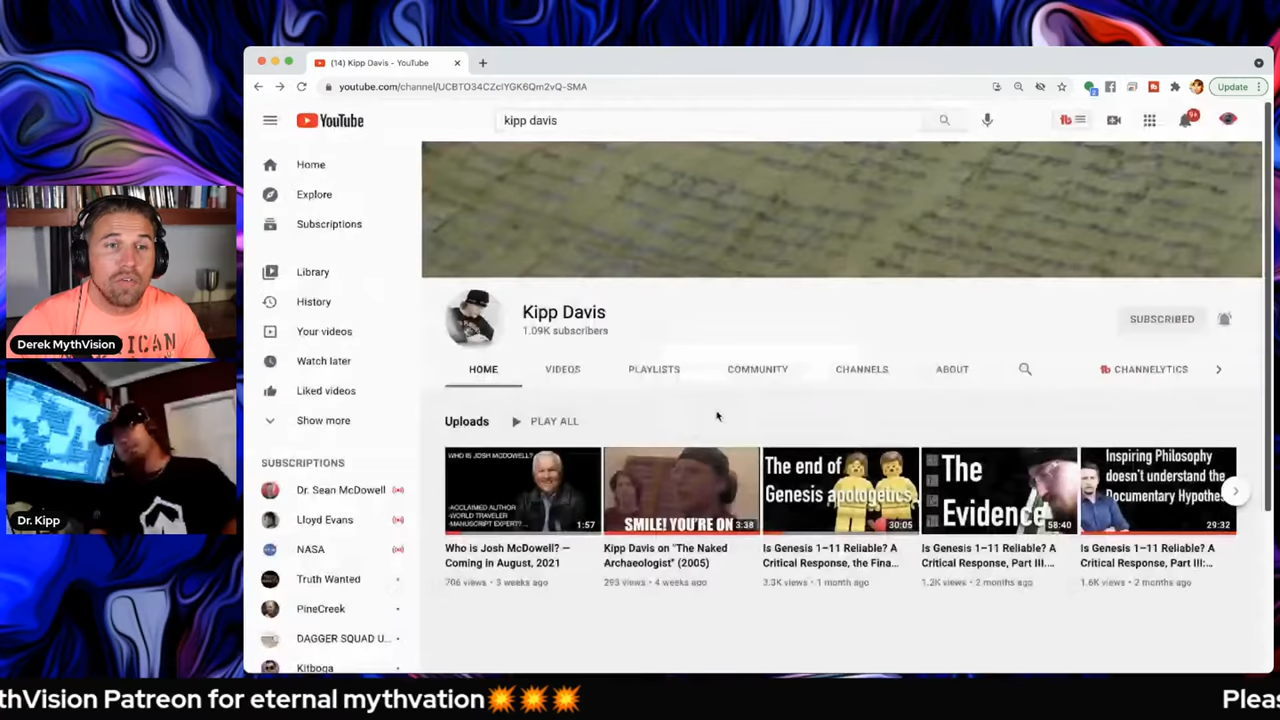 (14) Kipp Davis - YouTube
youtube.com/channel/UCBTO34CZcIYGK6Qm2vQ-SMA
Update
YouTube
kipp davis
9+
Home
Explore
Subscriptions
Library
History
Your videos
Watch later
Liked videos
Show more
SUBSCRIPTIONS
Dr. Sean McDowell
Lloyd Evans
NASA
Truth Wanted
PineCreek
DAGGER SQUAD U...
Kitboga
Kipp Davis
1.09K subscribers
SUBSCRIBED
HOME
VIDEOS
PLAYLISTS
COMMUNITY
CHANNELS
ABOUT
tb CHANNELYTICS
Uploads
PLAY ALL
WHO IS JOSH MCDOWELL?
-ACCLAIMED AUTHOR
-WORLD TRAVELER
-MANUSCRIPT EXPERT?
1:57
Who is Josh McDowell? —
Coming in August, 2021
706 views • 3 weeks ago
SMILE! YOU'RE ON
3:38
Kipp Davis on "The Naked
Archaeologist" (2005)
293 views • 4 weeks ago
The end of
Genesis apologetics.
30:05
Is Genesis 1–11 Reliable? A
Critical Response, the Fina...
3.3K views • 1 month ago
The
Evidence
58:40
Is Genesis 1–11 Reliable? A
Critical Response, Part III...
1.2K views • 2 months ago
Inspiring Philosophy
doesn't understand the
Documentary Hypothe
29:32
Is Genesis 1–11 Reliable? A
Critical Response, Part III:...
1.6K views • 2 months ago
Derek MythVision
Dr. Kipp
thVision Patreon for eternal mythvation💥💥💥
Pleas